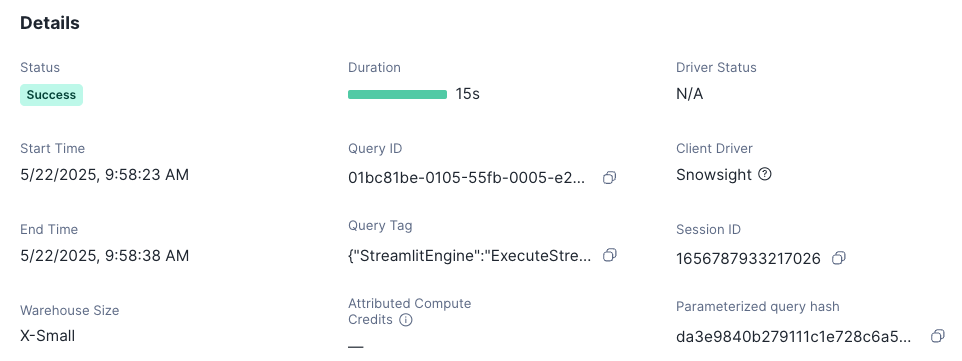 Details
Status
Success
Duration
15s
Driver Status
N/A
Start Time
5/22/2025, 9:58:23 AM
Query ID
01bc81be-0105-55fb-0005-e2...
Client Driver
Snowsight
End Time
5/22/2025, 9:58:38 AM
Query Tag
{"StreamlitEngine":"ExecuteStre...
Session ID
1656787933217026
Warehouse Size
X-Small
Attributed Compute
Credits
—
Parameterized query hash
da3e9840b279111c1e728c6a5...